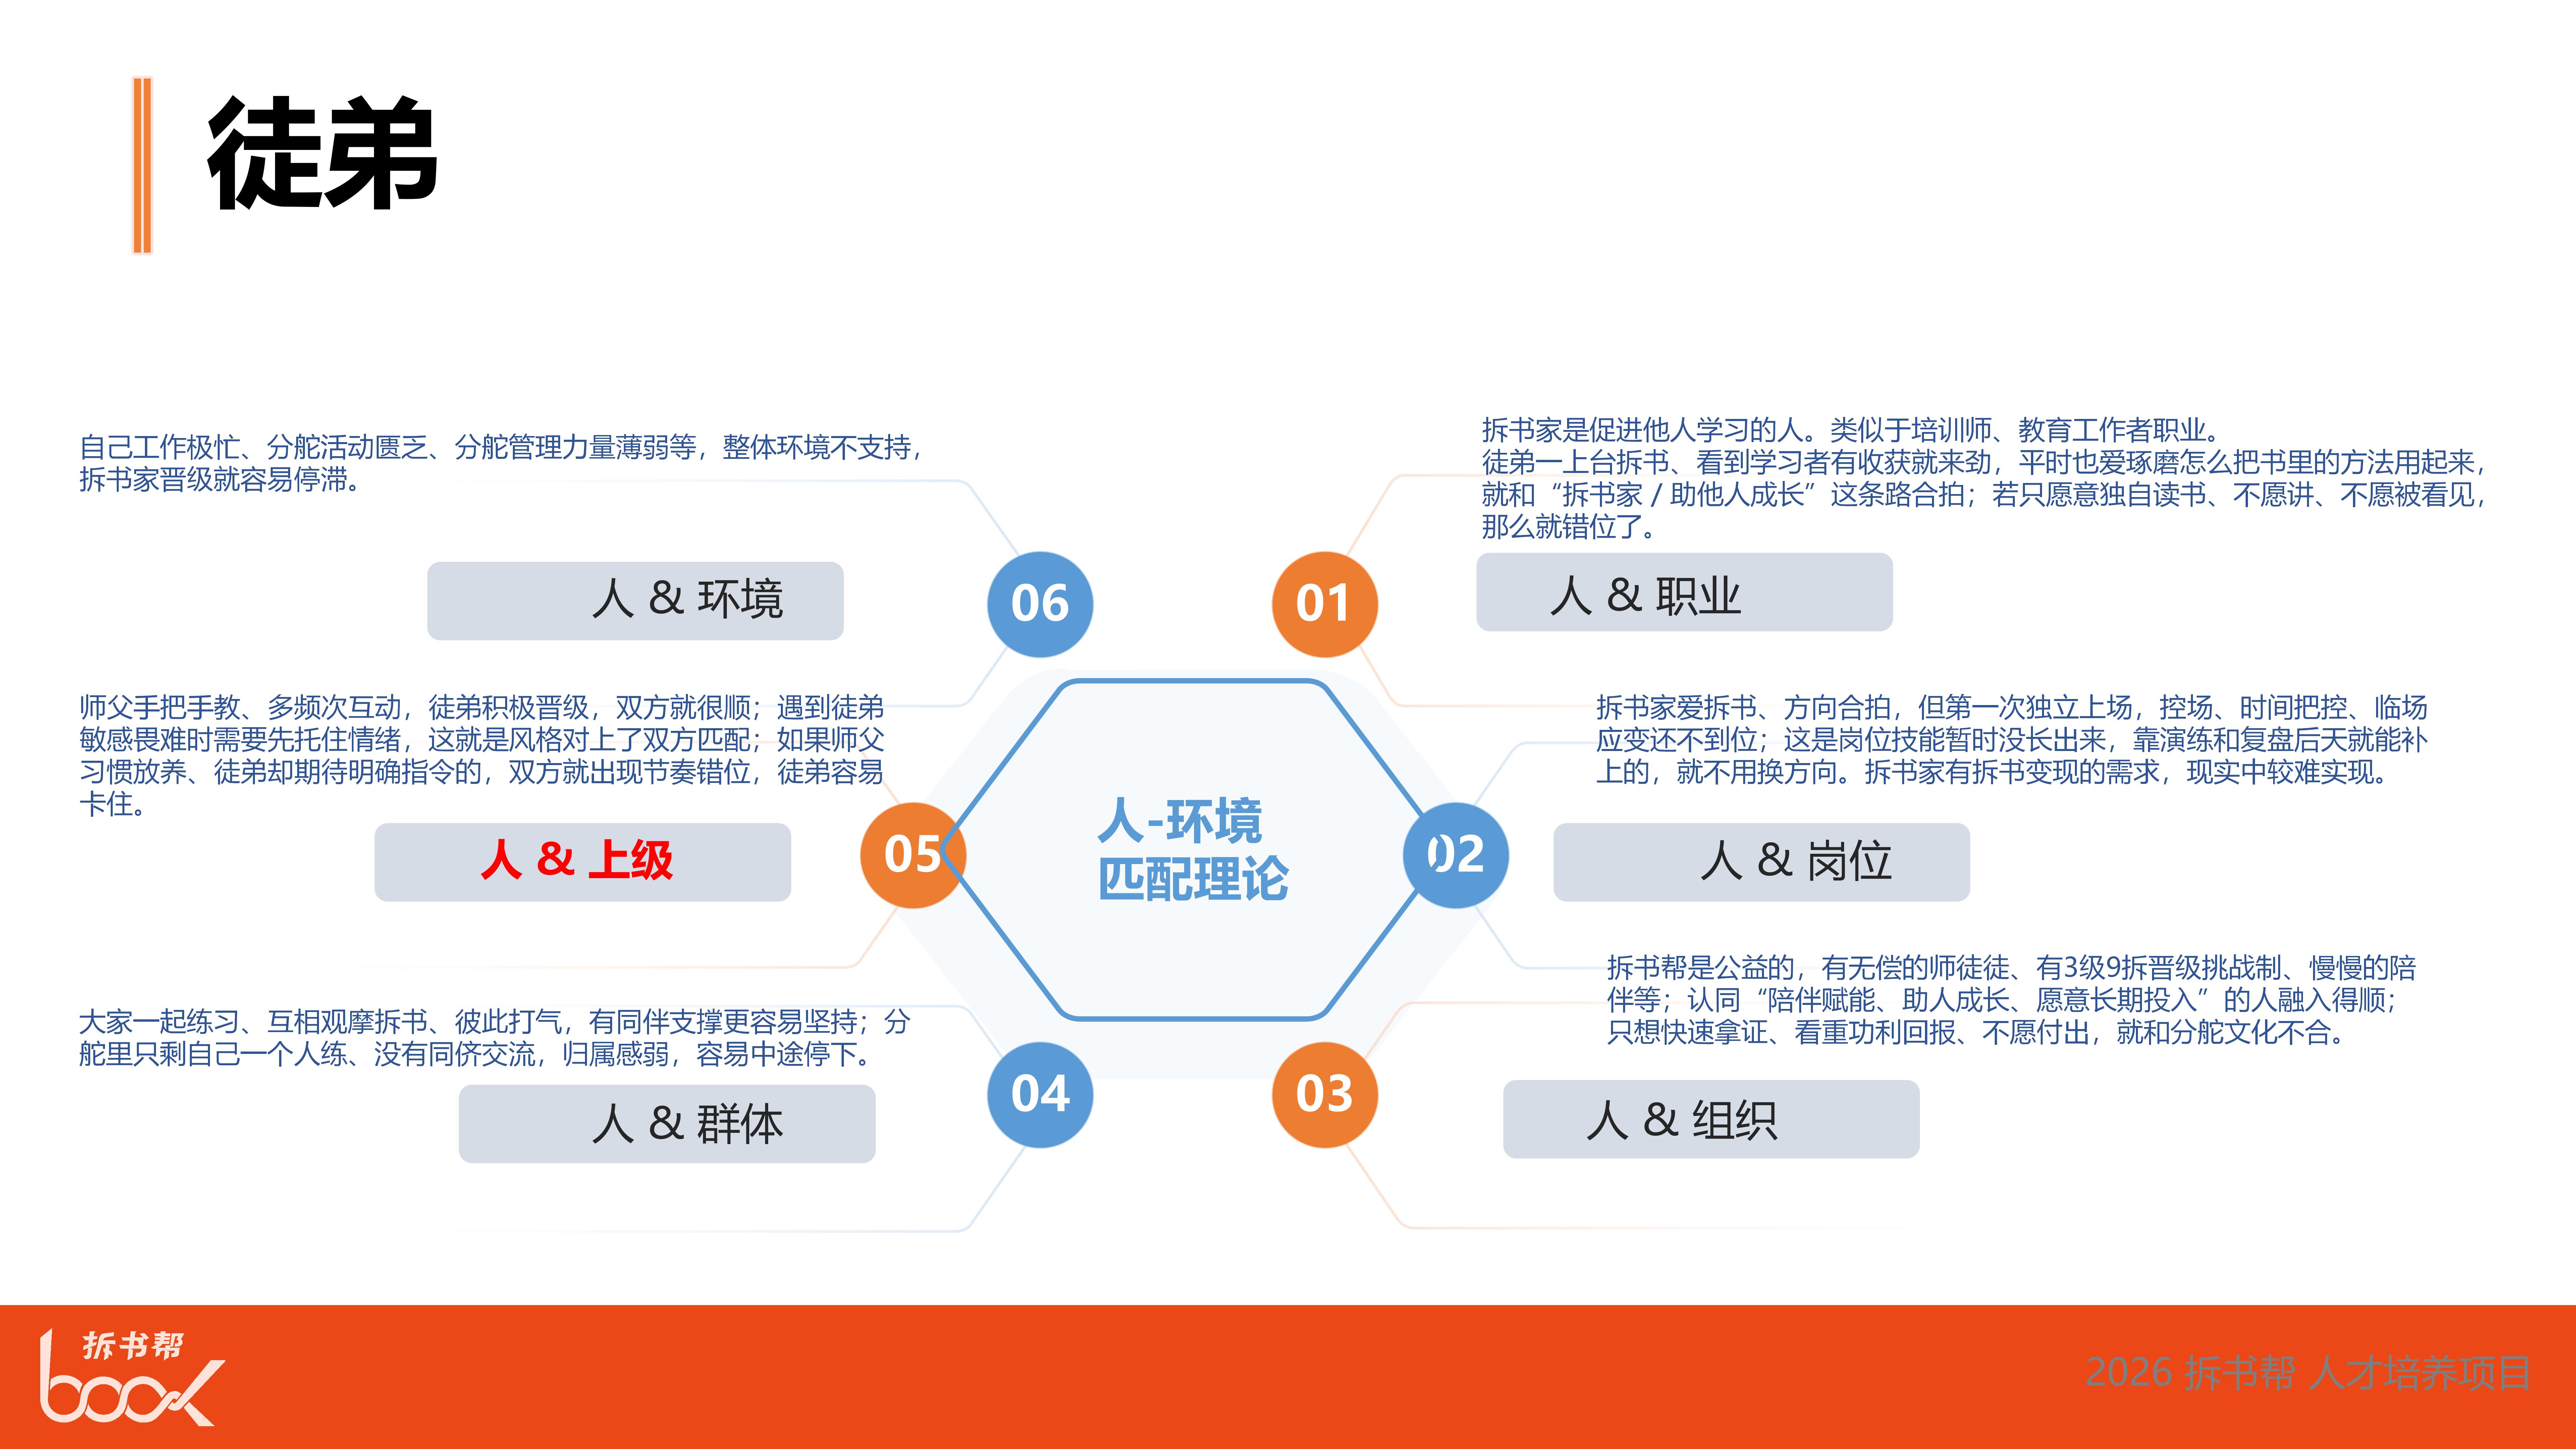 徒弟
拆书家是促进他人学习的人。类似于培训师、教育工作者职业。
徒弟一上台拆书、看到学习者有收获就来劲，平时也爱琢磨怎么把书里的方法用起来，
就和“拆书家 / 助他人成长”这条路合拍；若只愿意独自读书、不愿讲、不愿被看见，
那么就错位了。
01
人 & 职业
拆书家爱拆书、方向合拍，但第一次独立上场，控场、时间把控、临场
应变还不到位；这是岗位技能暂时没长出来，靠演练和复盘后天就能补
上的，就不用换方向。拆书家有拆书变现的需求，现实中较难实现。
02
人 & 岗位
拆书帮是公益的，有无偿的师徒徒、有3级9拆晋级挑战制、慢慢的陪
伴等；认同“陪伴赋能、助人成长、愿意长期投入”的人融入得顺；
只想快速拿证、看重功利回报、不愿付出，就和分舵文化不合。
03
人 & 组织
大家一起练习、互相观摩拆书、彼此打气，有同伴支撑更容易坚持；分
舵里只剩自己一个人练、没有同侪交流，归属感弱，容易中途停下。
04
人 & 群体
师父手把手教、多频次互动，徒弟积极晋级，双方就很顺；遇到徒弟
敏感畏难时需要先托住情绪，这就是风格对上了双方匹配；如果师父
习惯放养、徒弟却期待明确指令的，双方就出现节奏错位，徒弟容易
卡住。
05
人 & 上级
自己工作极忙、分舵活动匮乏、分舵管理力量薄弱等，整体环境不支持，
拆书家晋级就容易停滞。
06
人 & 环境
人-环境
匹配理论
拆书帮
book
2026 拆书帮 人才培养项目